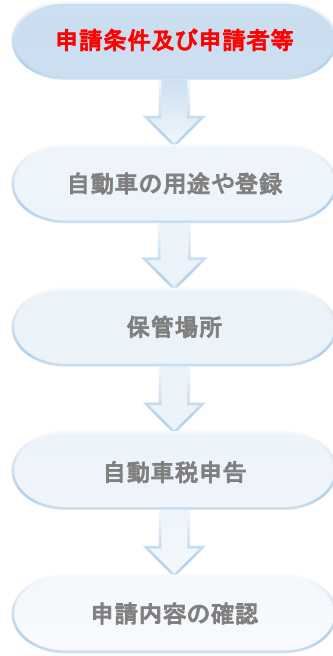 申請条件及び申請者等
自動車の用途や登録
保管場所
自動車税申告
申請内容の確認